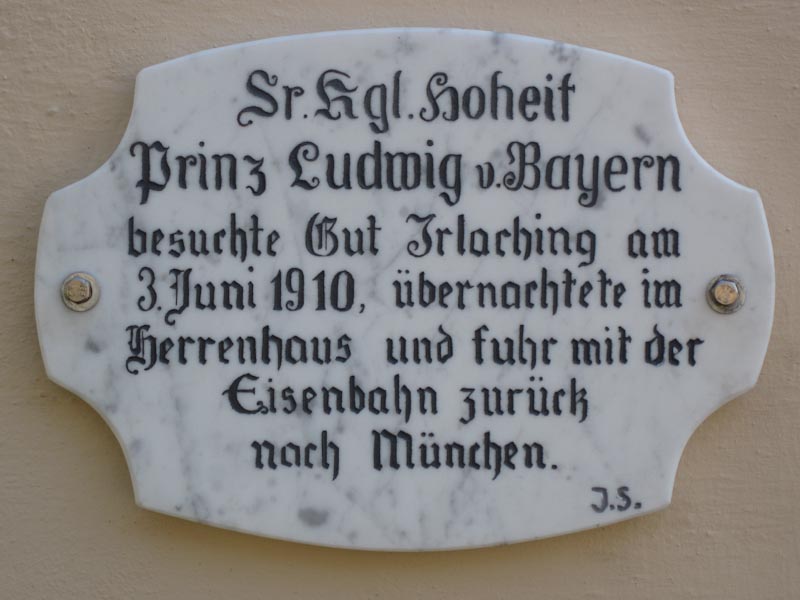 Sr. Kgl. Hoheit
Prinz Ludwig v. Bayern
besuchte Gut Irlaching am
3. Juni 1910, übernachtete im
Herrenhaus und fuhr mit der
Eisenbahn zurück
nach München.
J.S.